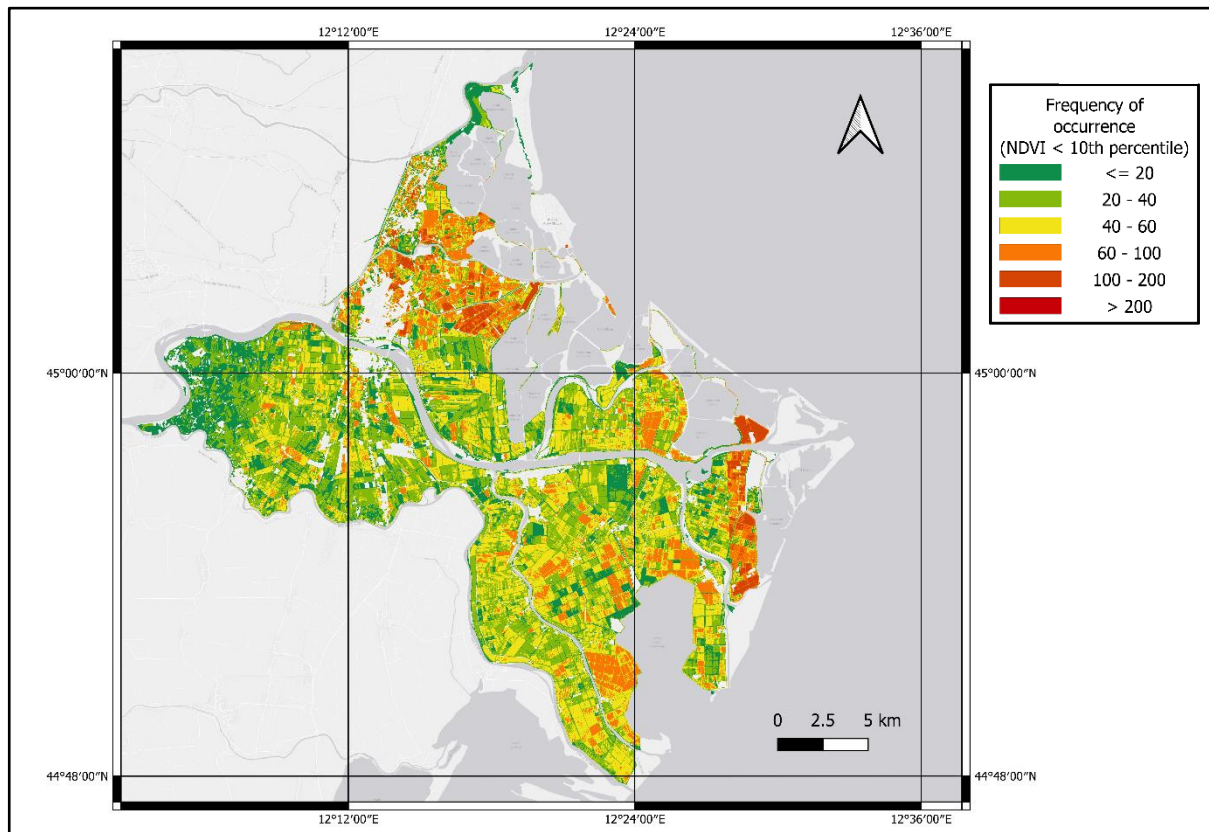 12°12′00″E 12°24′00″E 12°36′00″E
Frequency of
occurrence
(NDVI < 10th percentile)
<= 20
20 - 40
40 - 60
60 - 100
100 - 200
> 200
45°00′00″N 45°00′00″N
0 2.5 5 km
44°48′00″N 44°48′00″N
12°12′00″E 12°24′00″E 12°36′00″E